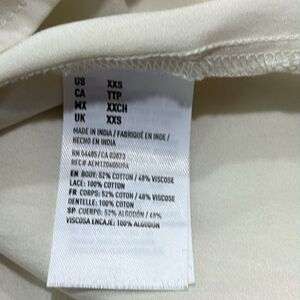 US XXS
CA TTP
MX XXCH
UK XXS
MADE IN INDIA / FABRIQUÉ EN INDE /
HECHO EN INDIA
RN 54485/CA 03873
EN BODY: 52% COTTON / 48% VISCOSE
LACE: 100% COTTON
FR CORPS: 52% COTON / 48% VISCOSE
DENTELLE: 100% COTON
SP CUERPO: 52% ALGODÓN / 48%
VISCOSA ENCAJE: 100% ALGODÓN